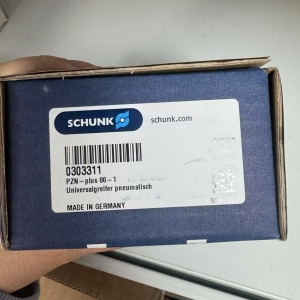 SCHUNK
schunk.com
0303311
PZN-plus 80-1
Universalgreifer pneumatisch
MADE IN GERMANY